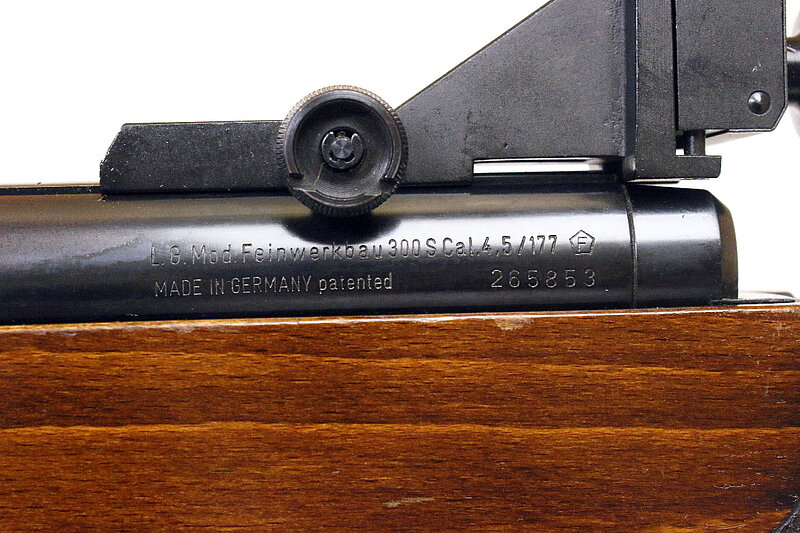 L.G. Mod. Feinwerkbau 300 S Cal. 4,5/177 F
MADE IN GERMANY patented 265853